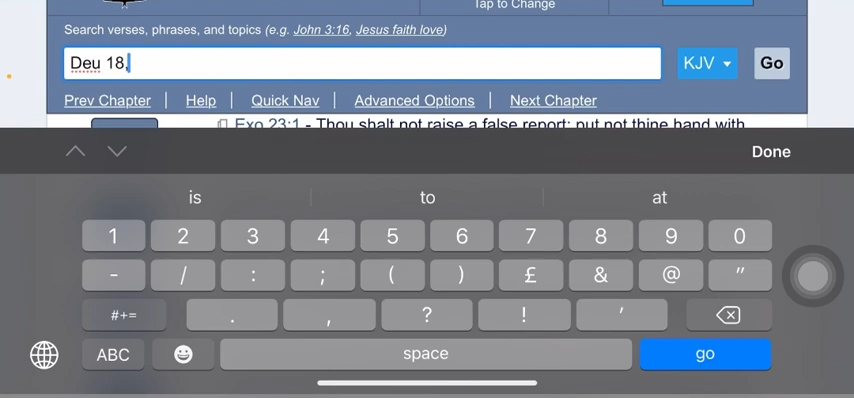 Tap to Change
Search verses, phrases, and topics (e.g. John 3:16, Jesus faith love)
Deu 18,
KJV
Go
Prev Chapter | Help | Quick Nav | Advanced Options | Next Chapter
Exo 23:1 - Thou shalt not raise a false report: put not thine hand with
Done
is to at
1 2 3 4 5 6 7 8 9 0
- / : ; ( ) £ & @ "
#+= . , ? ! '
ABC space go